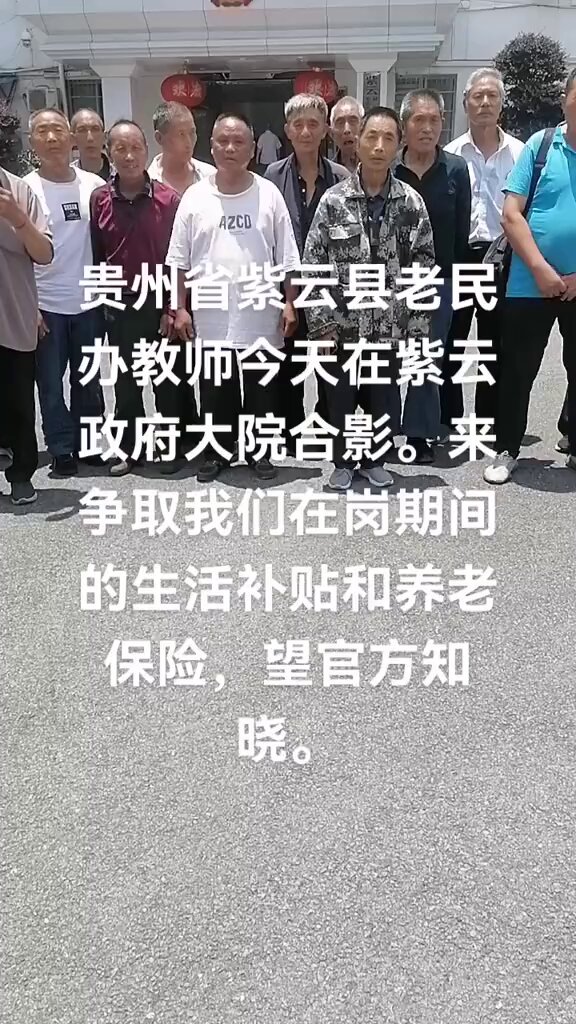 AZCD
贵州省紫云县老民
办教师今天在紫云
政府大院合影。来
争取我们在岗期间
的生活补贴和养老
保险，望官方知
晓。